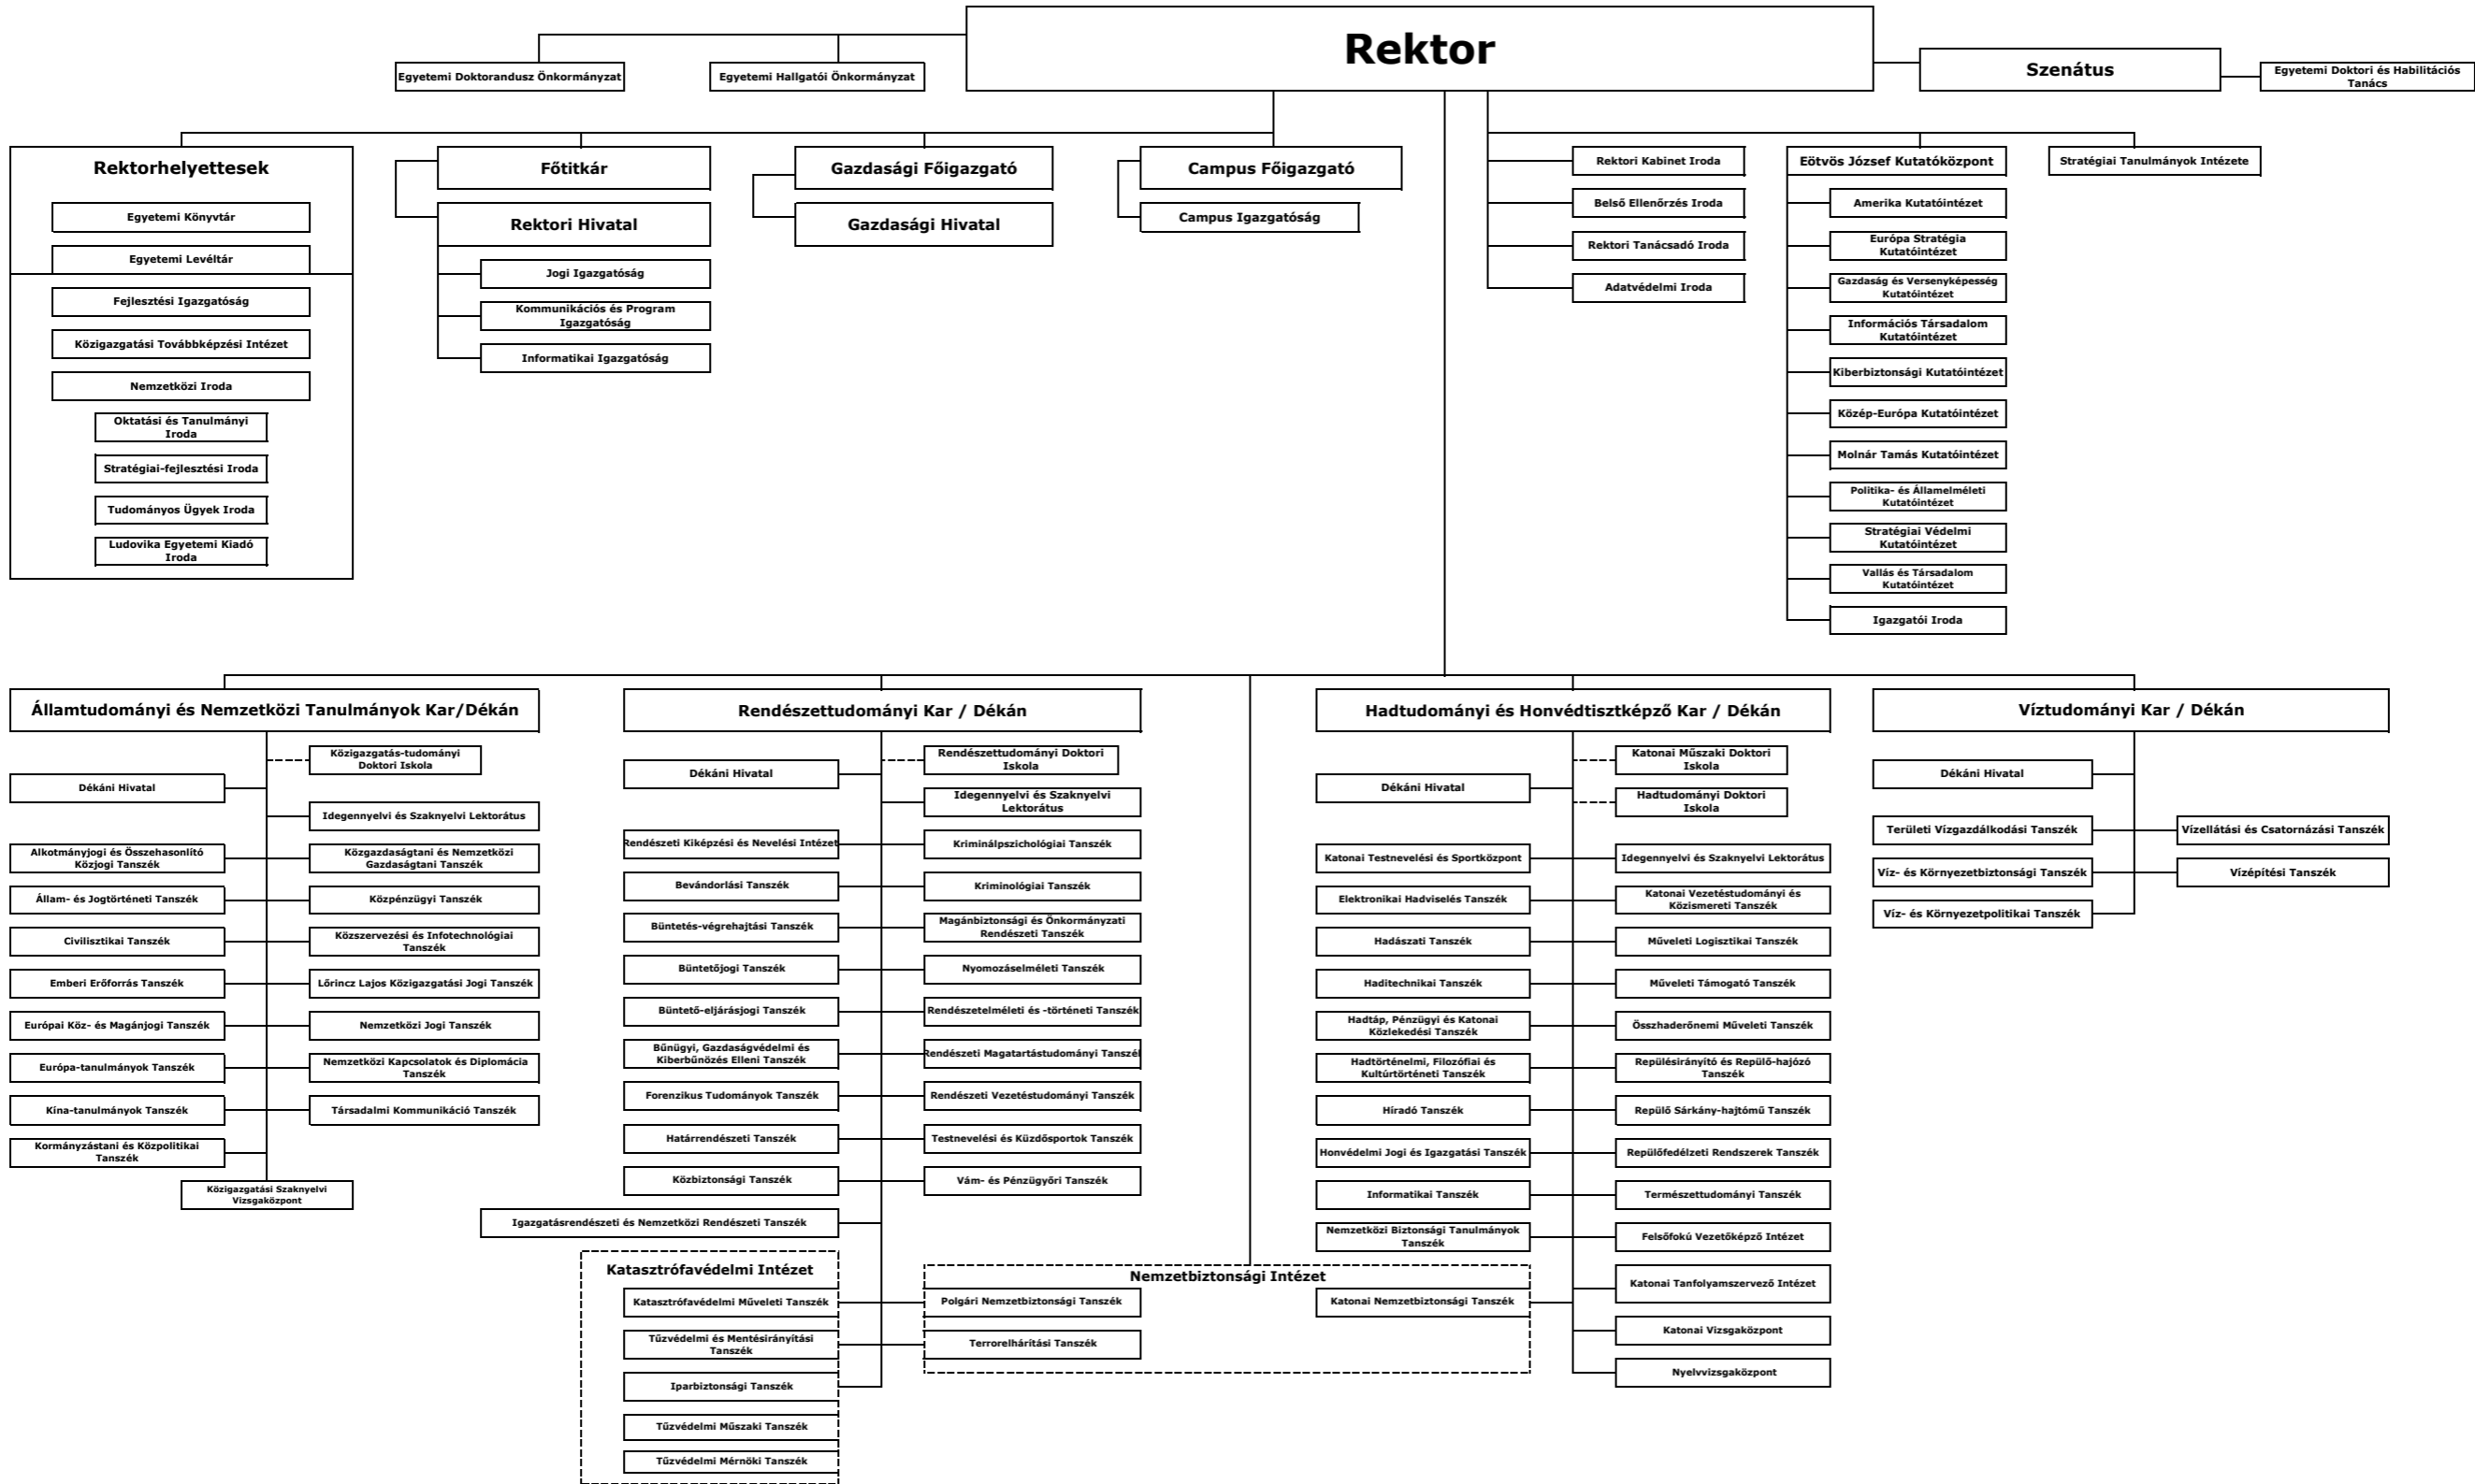 Rektor
Egyetemi Doktorandusz Önkormányzat
Egyetemi Hallgatói Önkormányzat
Szenátus
Egyetemi Doktori és Habilitációs
Tanács
Rektorhelyettesek
Egyetemi Könyvtár
Egyetemi Levéltár
Fejlesztési Igazgatóság
Közigazgatási Továbbképzési Intézet
Nemzetközi Iroda
Oktatási és Tanulmányi
Iroda
Stratégiai-fejlesztési Iroda
Tudományos Ügyek Iroda
Ludovika Egyetemi Kiadó
Iroda
Főtitkár
Rektori Hivatal
Jogi Igazgatóság
Kommunikációs és Program
Igazgatóság
Informatikai Igazgatóság
Gazdasági Főigazgató
Gazdasági Hivatal
Campus Főigazgató
Campus Igazgatóság
Rektori Kabinet Iroda
Belső Ellenőrzés Iroda
Rektori Tanácsadó Iroda
Adatvédelmi Iroda
Eötvös József Kutatóközpont
Amerika Kutatóintézet
Európa Stratégia
Kutatóintézet
Gazdaság és Versenyképesség
Kutatóintézet
Információs Társadalom
Kutatóintézet
Kiberbiztonsági Kutatóintézet
Közép-Európa Kutatóintézet
Molnár Tamás Kutatóintézet
Politika- és Államelméleti
Kutatóintézet
Stratégiai Védelmi
Kutatóintézet
Vallás és Társadalom
Kutatóintézet
Igazgatói Iroda
Stratégiai Tanulmányok Intézete
Államtudományi és Nemzetközi Tanulmányok Kar/Dékán
Közigazgatás-tudományi
Doktori Iskola
Dékáni Hivatal
Idegennyelvi és Szaknyelvi Lektorátus
Alkotmányjogi és Összehasonlító
Közjogi Tanszék
Közgazdaságtani és Nemzetközi
Gazdaságtani Tanszék
Állam- és Jogtörténeti Tanszék
Közpénzügyi Tanszék
Civilisztikai Tanszék
Közszervezési és Infotechnológiai
Tanszék
Emberi Erőforrás Tanszék
Lőrincz Lajos Közigazgatási Jogi Tanszék
Európai Köz- és Magánjogi Tanszék
Nemzetközi Jogi Tanszék
Európa-tanulmányok Tanszék
Nemzetközi Kapcsolatok és Diplomácia
Tanszék
Kína-tanulmányok Tanszék
Társadalmi Kommunikáció Tanszék
Kormányzástani és Közpolitikai
Tanszék
Közigazgatási Szaknyelvi
Vizsgaközpont
Rendészettudományi Kar / Dékán
Rendészettudományi Doktori
Iskola
Dékáni Hivatal
Idegennyelvi és Szaknyelvi
Lektorátus
Rendészeti Kiképzési és Nevelési Intézet
Kriminálpszichológiai Tanszék
Bevándorlási Tanszék
Kriminológiai Tanszék
Büntetés-végrehajtási Tanszék
Magánbiztonsági és Önkormányzati
Rendészeti Tanszék
Büntetőjogi Tanszék
Nyomozáselméleti Tanszék
Büntető-eljárásjogi Tanszék
Rendészetelméleti és -történeti Tanszék
Bűnügyi, Gazdaságvédelmi és
Kiberbűnözés Elleni Tanszék
Rendészeti Magatartástudományi Tanszék
Forenzikus Tudományok Tanszék
Rendészeti Vezetéstudományi Tanszék
Határrendészeti Tanszék
Testnevelési és Küzdősportok Tanszék
Közbiztonsági Tanszék
Vám- és Pénzügyőri Tanszék
Igazgatásrendészeti és Nemzetközi Rendészeti Tanszék
Katasztrófavédelmi Intézet
Katasztrófavédelmi Műveleti Tanszék
Tűzvédelmi és Mentésirányítási
Tanszék
Iparbiztonsági Tanszék
Tűzvédelmi Műszaki Tanszék
Tűzvédelmi Mérnöki Tanszék
Nemzetbiztonsági Intézet
Polgári Nemzetbiztonsági Tanszék
Terrorelhárítási Tanszék
Katonai Nemzetbiztonsági Tanszék
Hadtudományi és Honvédtisztképző Kar / Dékán
Katonai Műszaki Doktori
Iskola
Dékáni Hivatal
Hadtudományi Doktori
Iskola
Katonai Testnevelési és Sportközpont
Idegennyelvi és Szaknyelvi Lektorátus
Elektronikai Hadviselés Tanszék
Katonai Vezetéstudományi és
Közismereti Tanszék
Hadászati Tanszék
Műveleti Logisztikai Tanszék
Haditechnikai Tanszék
Műveleti Támogató Tanszék
Hadtáp, Pénzügyi és Katonai
Közlekedési Tanszék
Összhaderőnemi Műveleti Tanszék
Hadtörténelmi, Filozófiai és
Kultúrtörténeti Tanszék
Repülésirányító és Repülő-hajózó
Tanszék
Híradó Tanszék
Repülő Sárkány-hajtómű Tanszék
Honvédelmi Jogi és Igazgatási Tanszék
Repülőfedélzeti Rendszerek Tanszék
Informatikai Tanszék
Természettudományi Tanszék
Nemzetközi Biztonsági Tanulmányok
Tanszék
Felsőfokú Vezetőképző Intézet
Katonai Tanfolyamszervező Intézet
Katonai Vizsgaközpont
Nyelvvizsgaközpont
Víztudományi Kar / Dékán
Dékáni Hivatal
Területi Vízgazdálkodási Tanszék
Vízellátási és Csatornázási Tanszék
Víz- és Környezetbiztonsági Tanszék
Vízépítési Tanszék
Víz- és Környezetpolitikai Tanszék